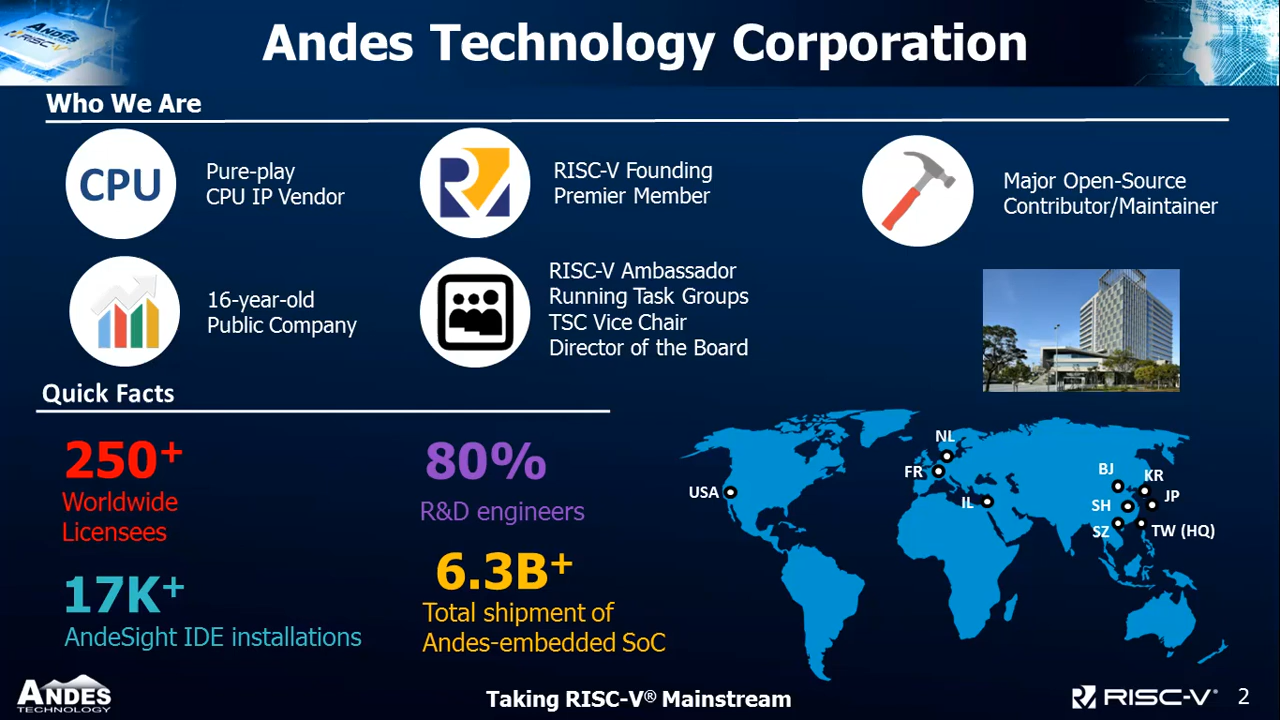 Andes Technology Corporation
ANDES
RISC-V
Who We Are
CPU
Pure-play
CPU IP Vendor
RISC-V Founding
Premier Member
Major Open-Source
Contributor/Maintainer
16-year-old
Public Company
RISC-V Ambassador
Running Task Groups
TSC Vice Chair
Director of the Board
Quick Facts
250+
Worldwide
Licensees
80%
R&D engineers
17K+
AndeSight IDE installations
6.3B+
Total shipment of
Andes-embedded SoC
USA
NL
FR
IL
BJ
KR
JP
SH
SZ
TW (HQ)
ANDES
TECHNOLOGY
Taking RISC-V® Mainstream
RISC-V®
2